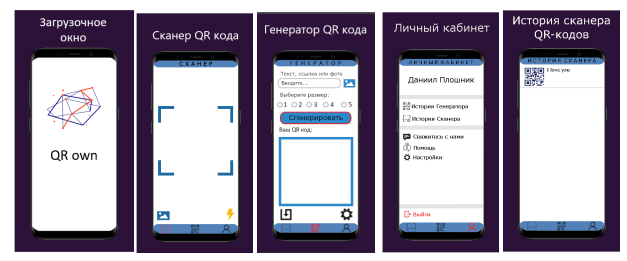 Загрузочное
окно
QR own
Сканер QR кода
СКАНЕР
Генератор QR кода
ГЕНЕРАТОР
Текст, ссылка или фото
Введите...
Выберите размер:
1 2 3 4 5
Сгенерировать
Ваш QR код:
Личный кабинет
ЛИЧНЫЙ КАБИНЕТ
Даниил Плошник
История Генератора
История Сканера
Свяжитесь с нами
Помощь
Настройки
Выйти
История сканера
QR-кодов
ИСТОРИЯ СКАНЕРА
I love you